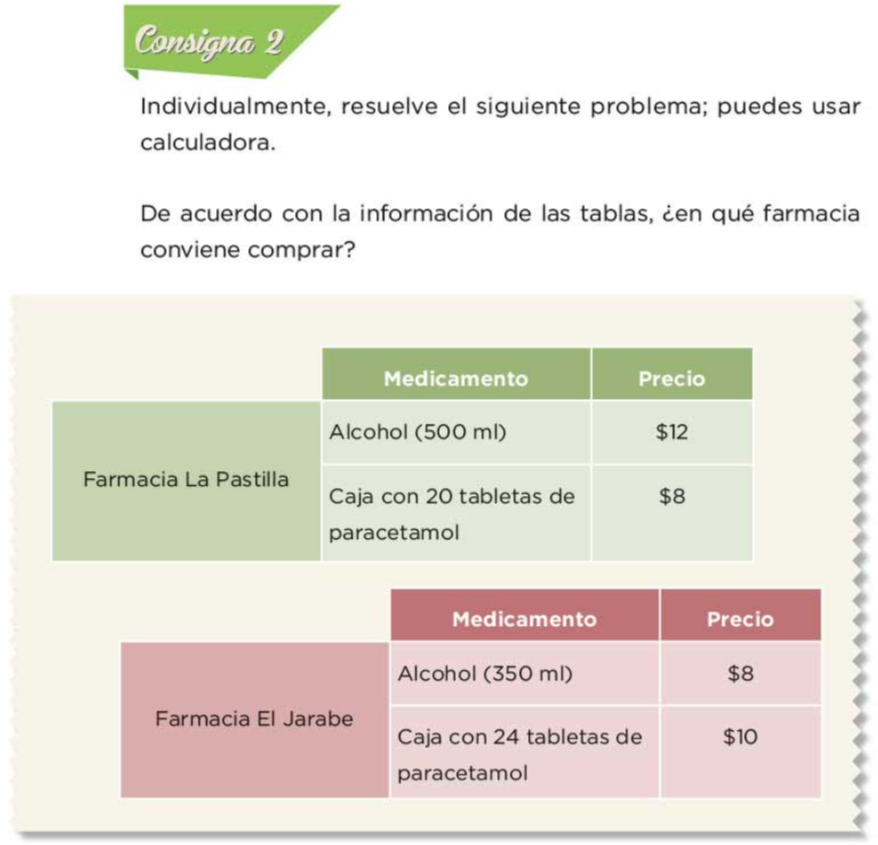 Consigna 2
Individualmente, resuelve el siguiente problema; puedes usar
calculadora.
De acuerdo con la información de las tablas, ¿en qué farmacia
conviene comprar?
Medicamento Precio
Farmacia La Pastilla
Alcohol (500 ml) $12
Caja con 20 tabletas de
paracetamol
$8
Medicamento Precio
Farmacia El Jarabe
Alcohol (350 ml) $8
Caja con 24 tabletas de
paracetamol
$10